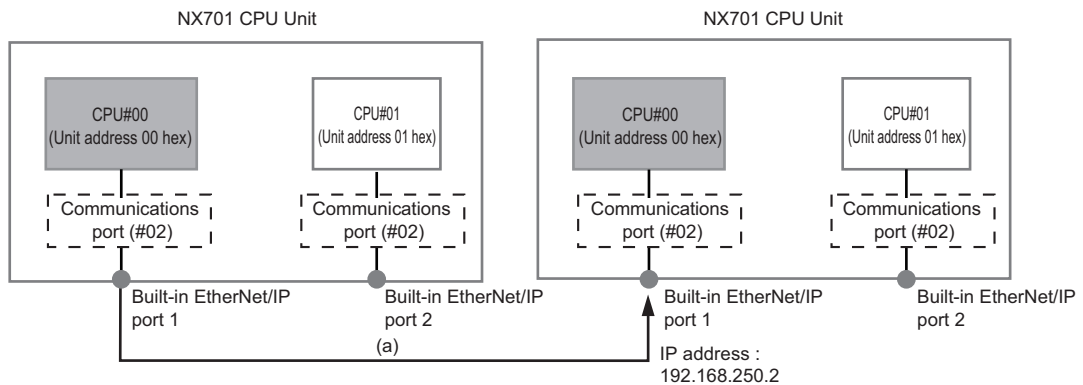 NX701 CPU Unit
NX701 CPU Unit
CPU#00
(Unit address 00 hex)
CPU#01
(Unit address 01 hex)
CPU#00
(Unit address 00 hex)
CPU#01
(Unit address 01 hex)
Communications
port (#02)
Communications
port (#02)
Communications
port (#02)
Communications
port (#02)
Built-in EtherNet/IP
port 1
Built-in EtherNet/IP
port 2
Built-in EtherNet/IP
port 1
Built-in EtherNet/IP
port 2
(a)
IP address :
192.168.250.2